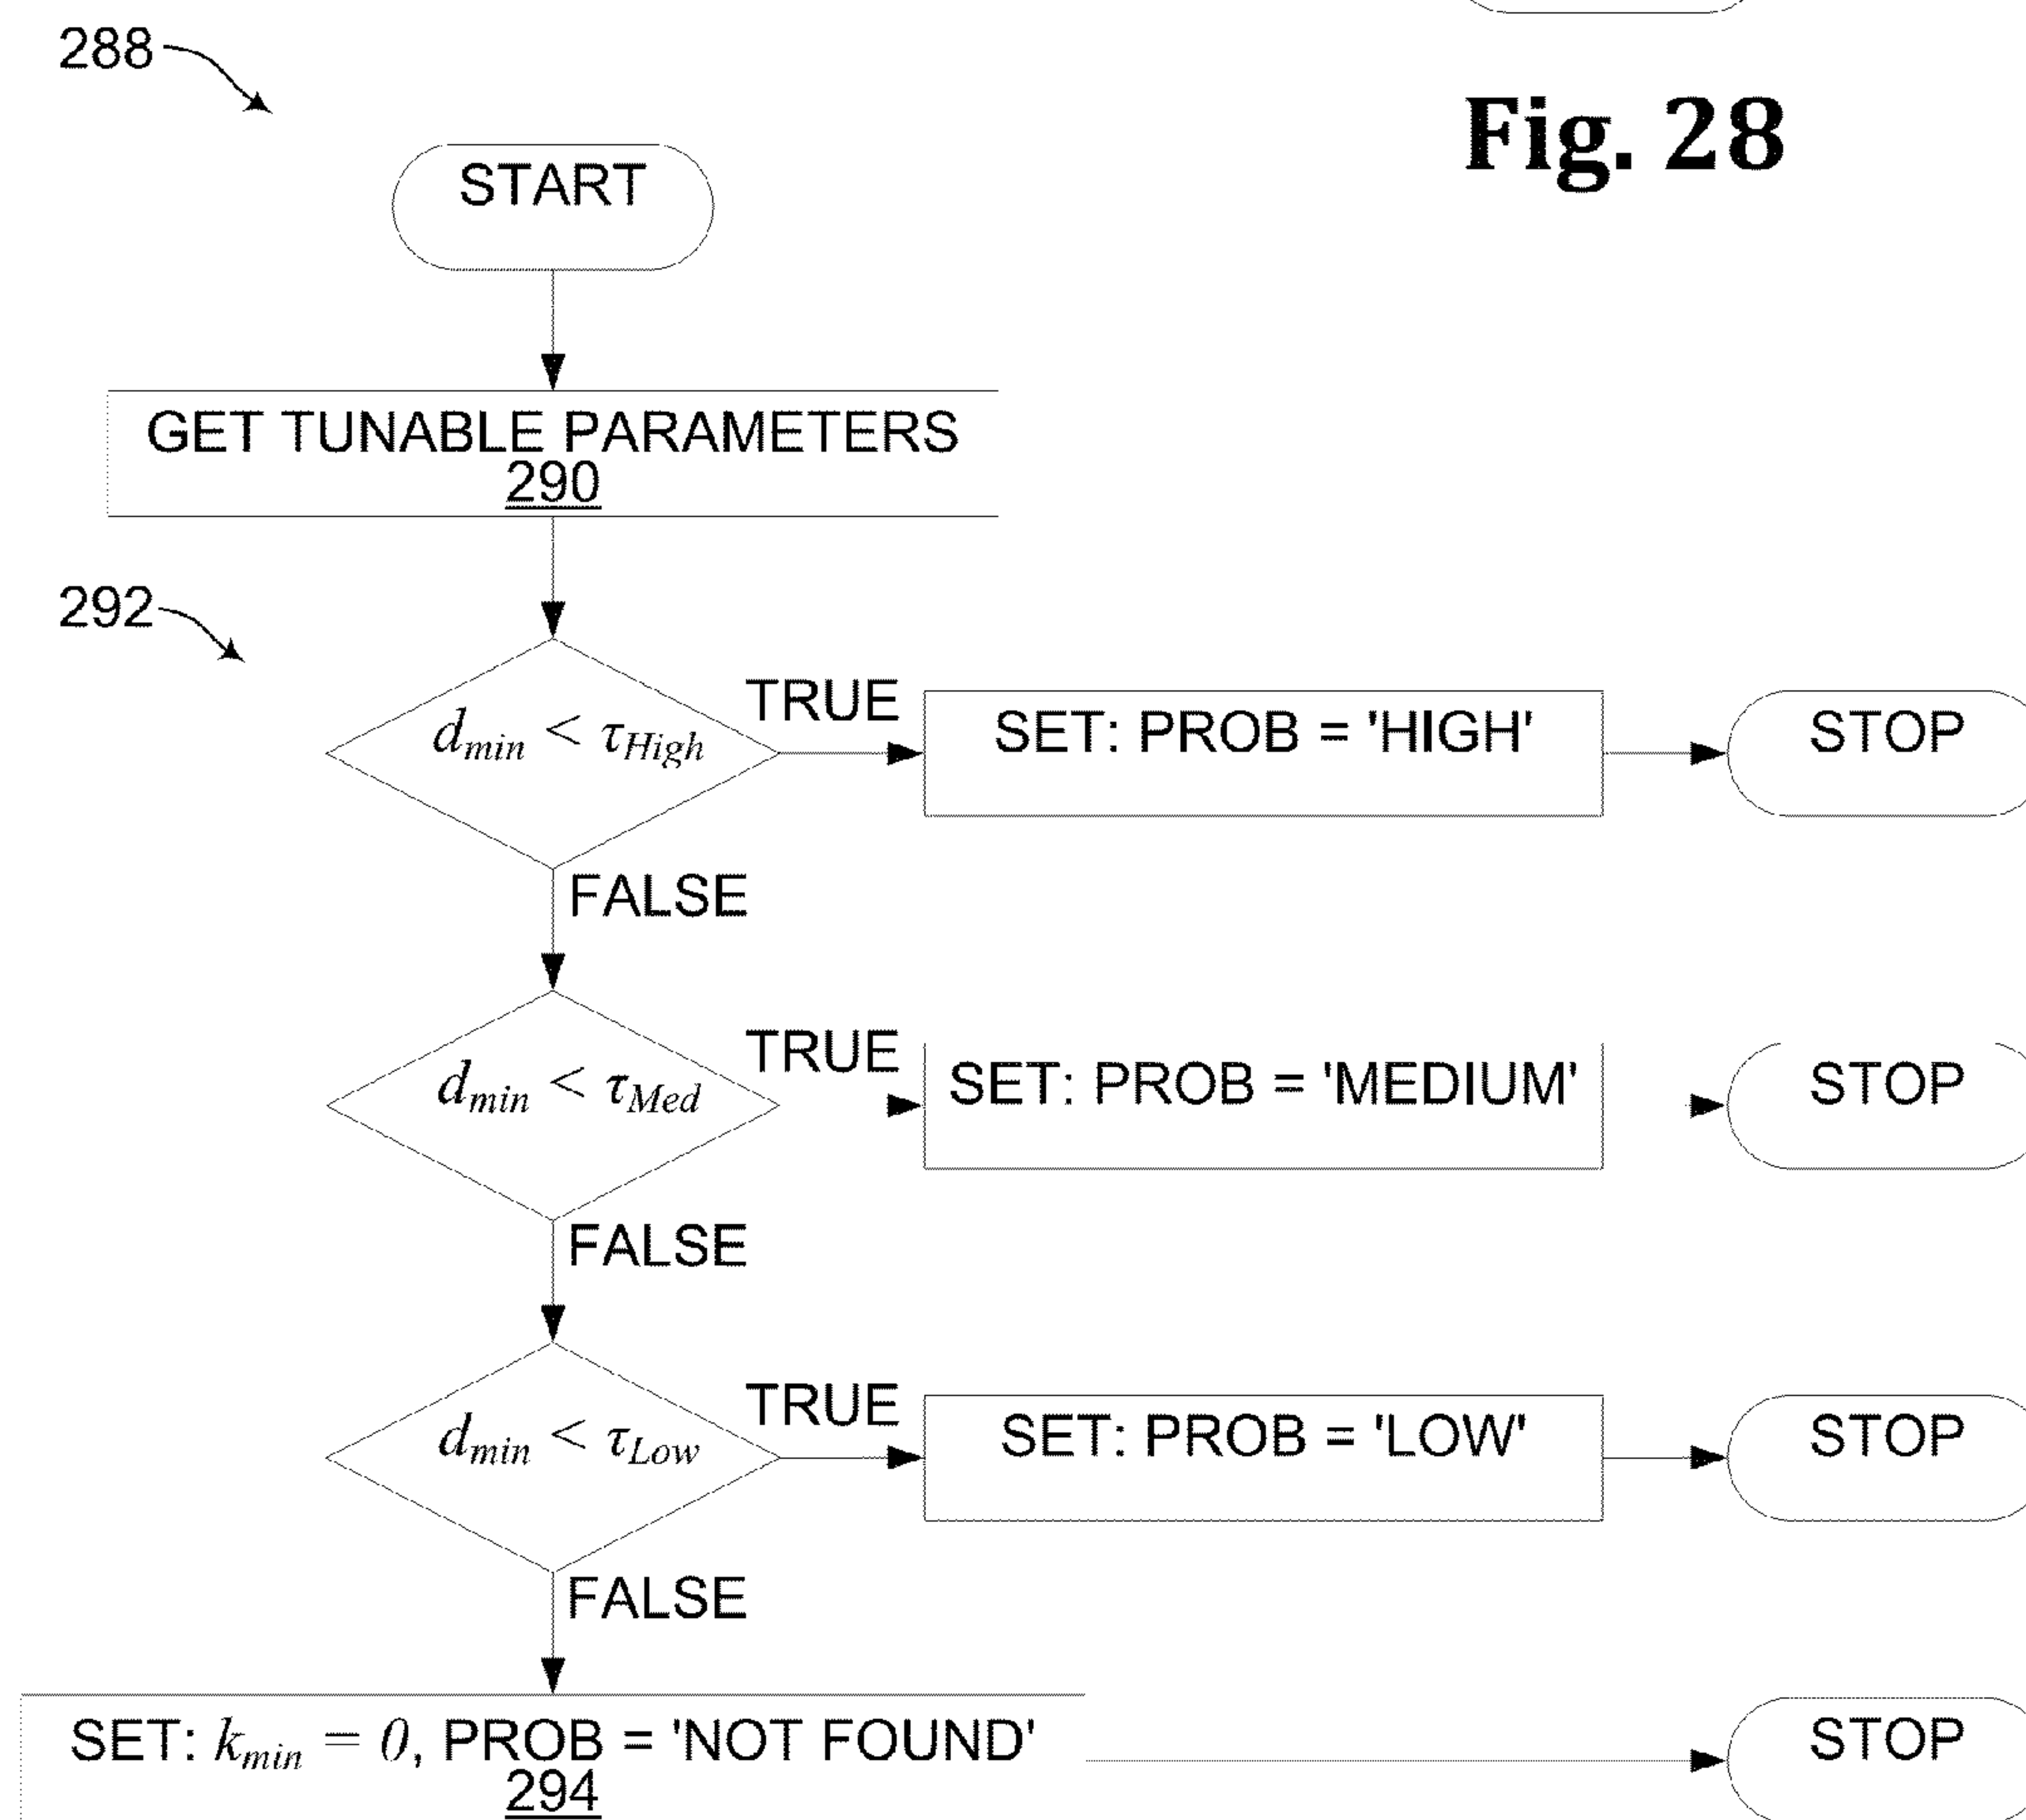 288
Fig. 28
START
GET TUNABLE PARAMETERS
290
292
d_min < τ_High
TRUE
SET: PROB = 'HIGH'
STOP
FALSE
d_min < τ_Med
TRUE
SET: PROB = 'MEDIUM'
STOP
FALSE
d_min < τ_Low
TRUE
SET: PROB = 'LOW'
STOP
FALSE
SET: k_min = 0, PROB = 'NOT FOUND'
294
STOP